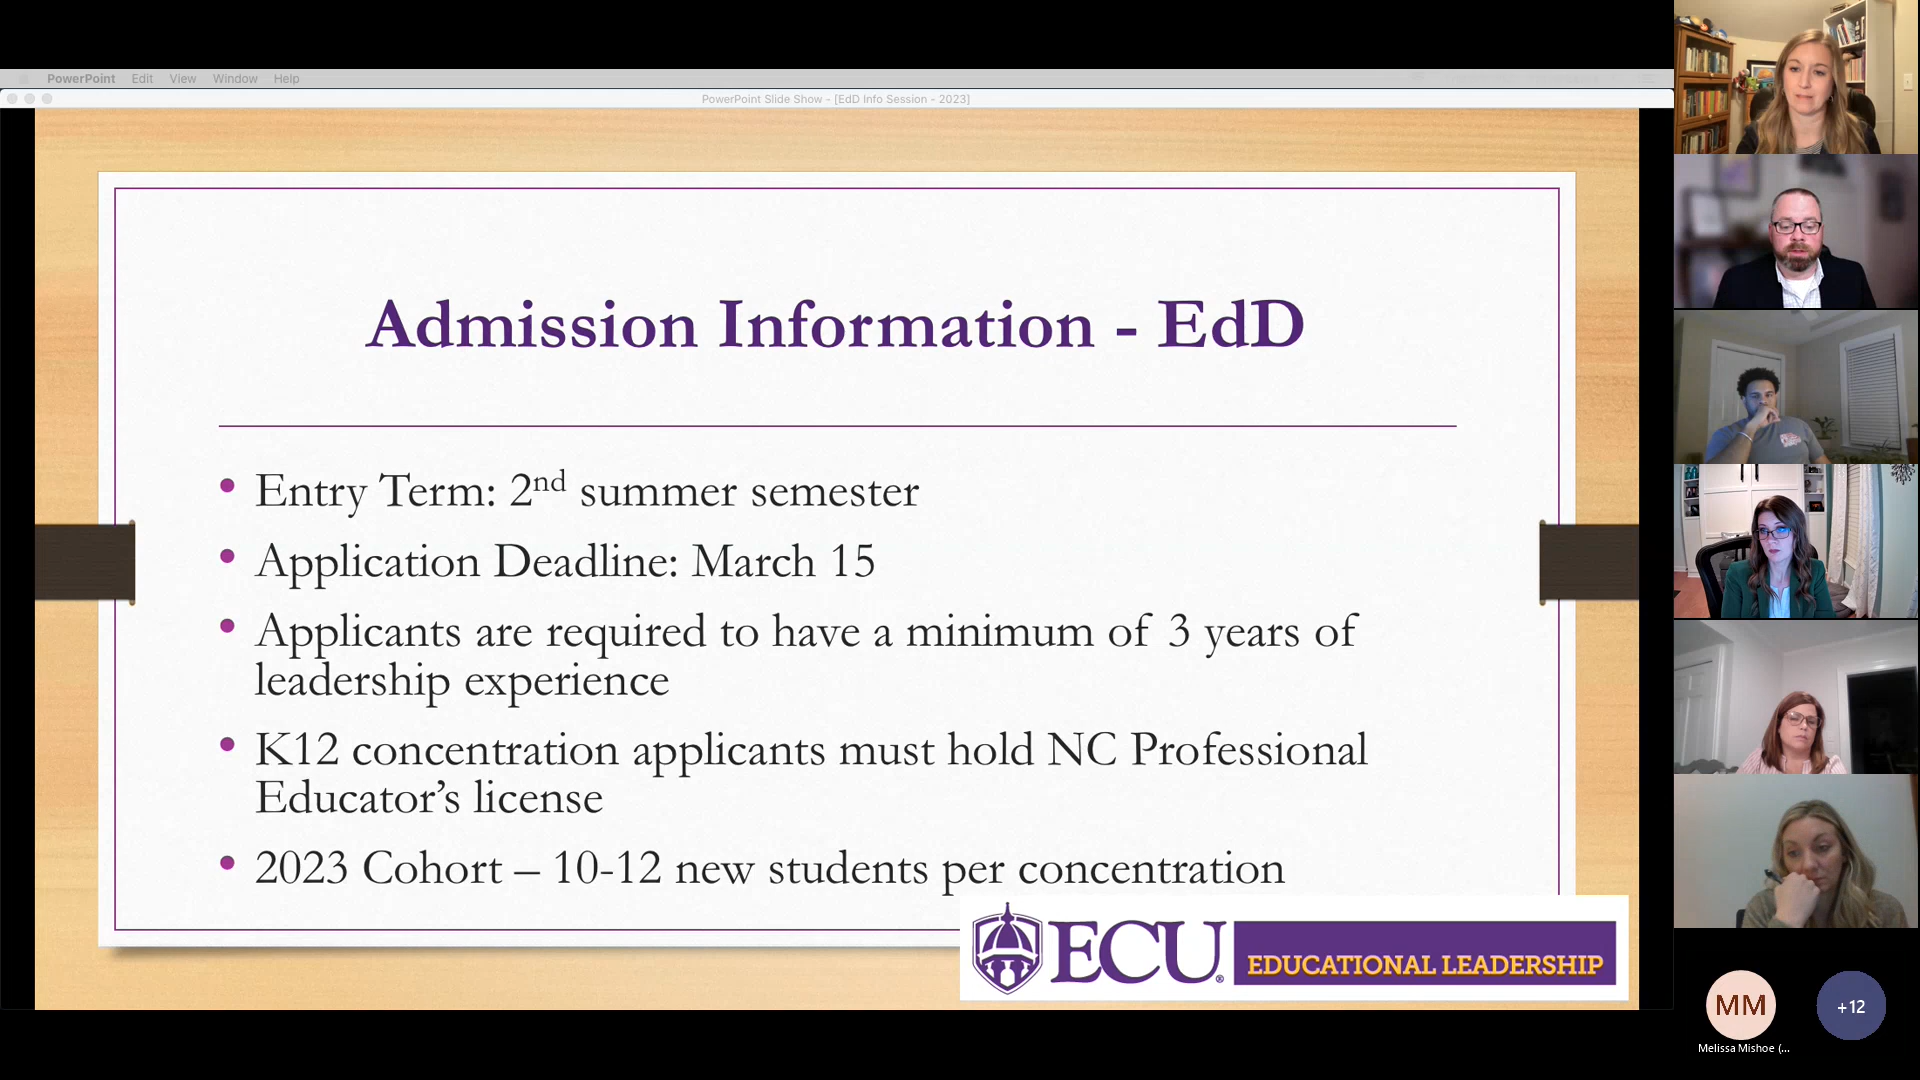 PowerPoint Edit View Window Help
PowerPoint Slide Show - [EdD Info Session - 2023]
Admission Information - EdD
• Entry Term: 2nd summer semester
• Application Deadline: March 15
• Applicants are required to have a minimum of 3 years of
leadership experience
• K12 concentration applicants must hold NC Professional
Educator’s license
• 2023 Cohort – 10-12 new students per concentration
ECU® EDUCATIONAL LEADERSHIP
MM
+12
Melissa Mishoe (...